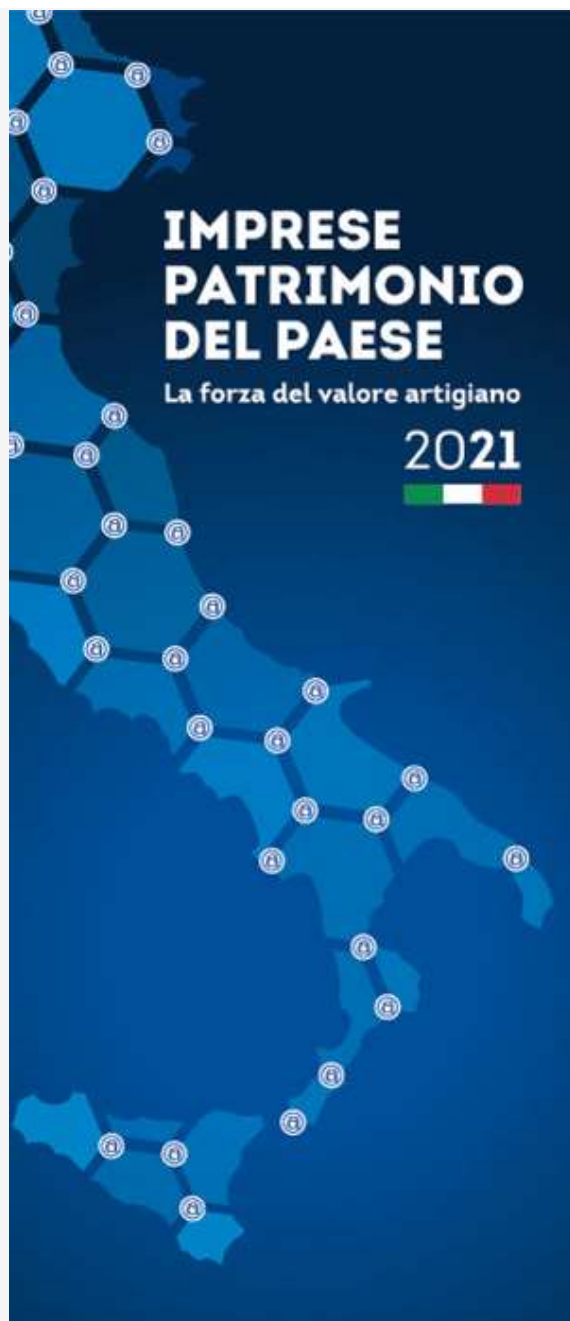 IMPRESE
PATRIMONIO
DEL PAESE
La forza del valore artigiano
2021